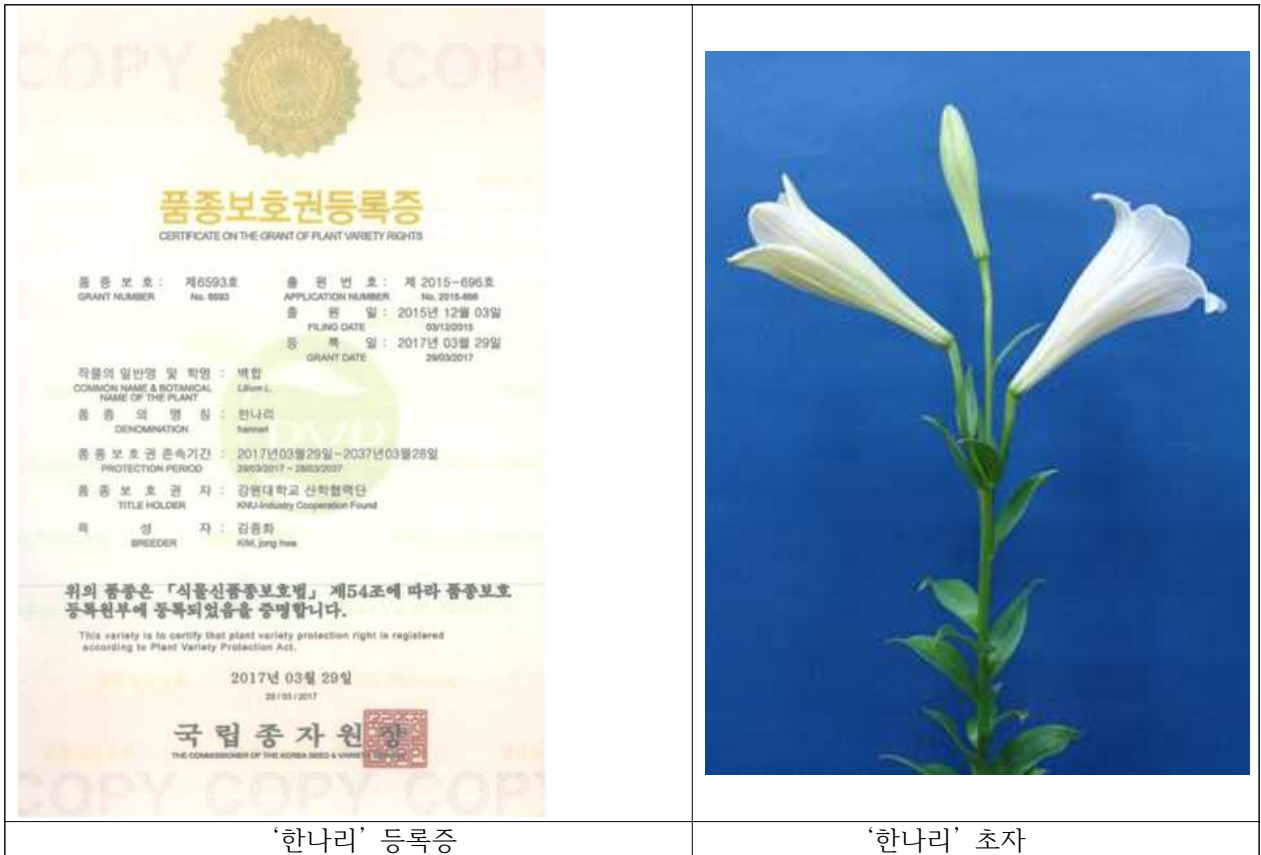 COPY COPY
품종보호권등록증
CERTIFICATE ON THE GRANT OF PLANT VARIETY RIGHTS
품 종 보 호 : 제6593호 출 원 번 호 : 제 2015-696호
GRANT NUMBER No. 6593 APPLICATION NUMBER No. 2015-696
출 원 일 : 2015년 12월 03일
FILING DATE 03/12/2015
등 록 일 : 2017년 03월 29일
GRANT DATE 29/03/2017
작물의 일반명 및 학명 : 백합
COMMON NAME & BOTANICAL Lilium L.
NAME OF THE PLANT
품 종 의 명 칭 : 한나리
DENOMINATION hannari
품 종 보 호 권 존속기간 : 2017년03월29일~2037년03월28일
PROTECTION PERIOD 29/03/2017 ~ 28/03/2037
품 종 보 호 권 자 : 강원대학교 산학협력단
TITLE HOLDER KNU-Industry Cooperation Found
육 성 자 : 김종화
BREEDER KIM, jong hwa
위의 품종은 「식물신품종보호법」 제54조에 따라 품종보호
등록원부에 등록되었음을 증명합니다.
This variety is to certify that plant variety protection right is registered
according to Plant Variety Protection Act.
2017년 03월 29일
29/03/2017
국립종자원장
THE COMMISSIONER OF THE KOREA SEED & VARIETY
COPY COPY COPY
‘한나리’ 등록증 ‘한나리’ 초자